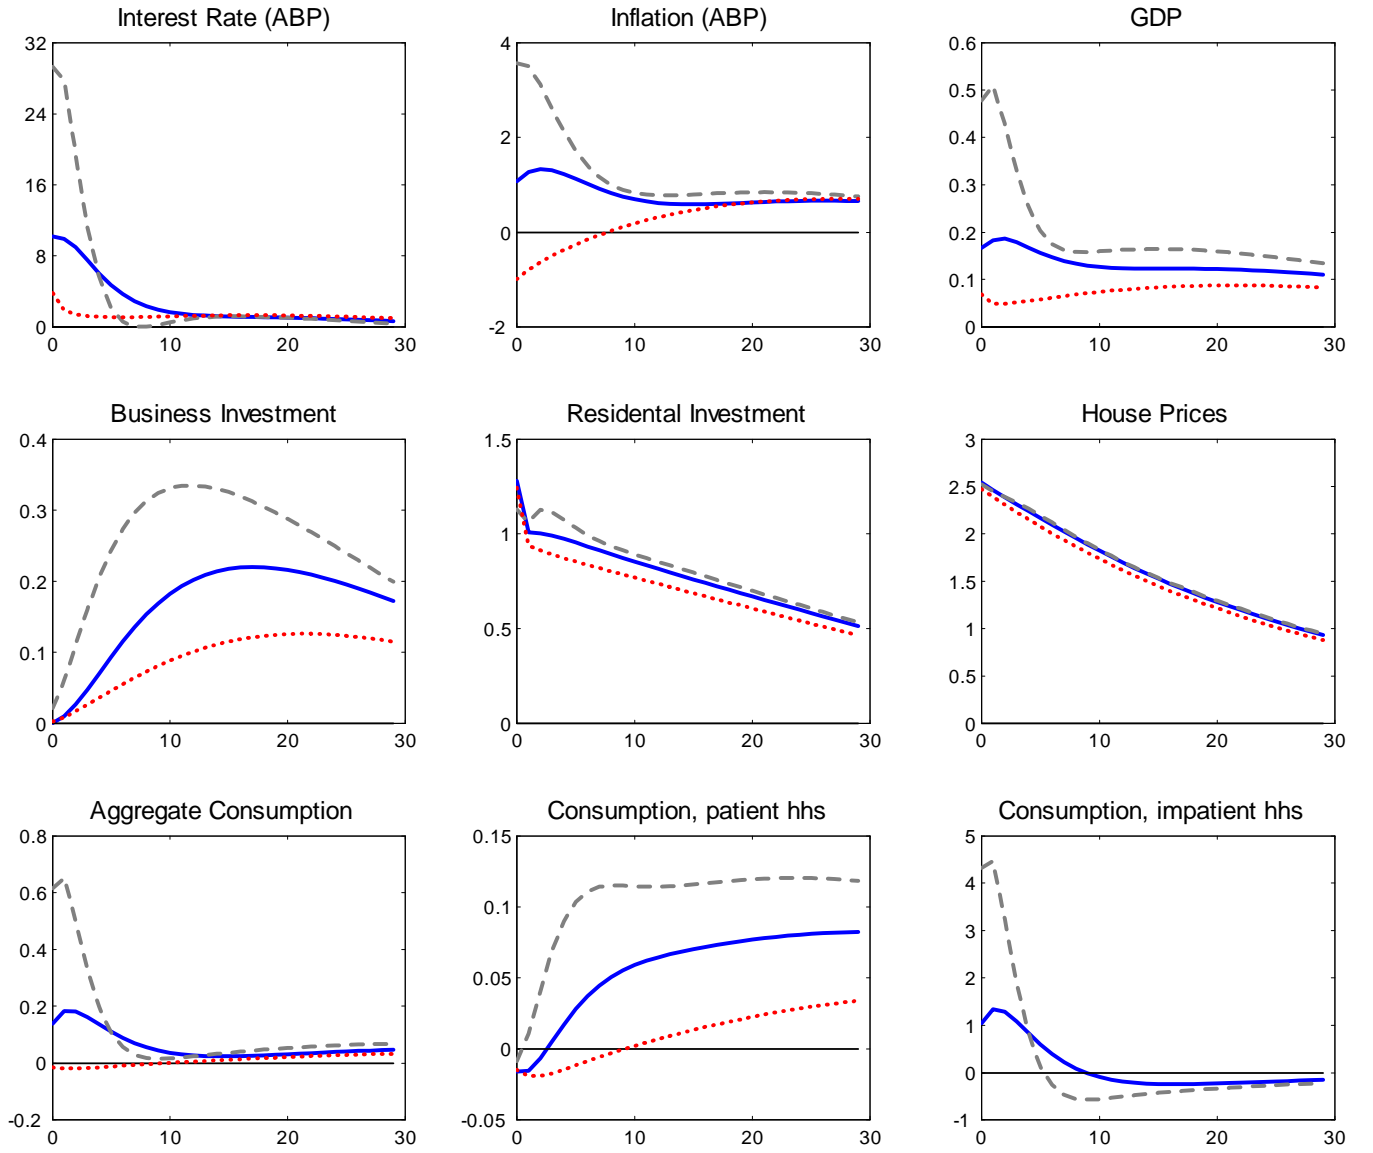 Interest Rate (ABP)
Inflation (ABP)
GDP
32
24
16
8
0
0 10 20 30
4
2
0
-2
0 10 20 30
0.6
0.5
0.4
0.3
0.2
0.1
0
0 10 20 30
Business Investment
Residental Investment
House Prices
0.4
0.3
0.2
0.1
0
0 10 20 30
1.5
1
0.5
0
0 10 20 30
3
2.5
2
1.5
1
0.5
0
0 10 20 30
Aggregate Consumption
Consumption, patient hhs
Consumption, impatient hhs
0.8
0.6
0.4
0.2
0
-0.2
0 10 20 30
0.15
0.1
0.05
0
-0.05
0 10 20 30
5
4
3
2
1
0
-1
0 10 20 30